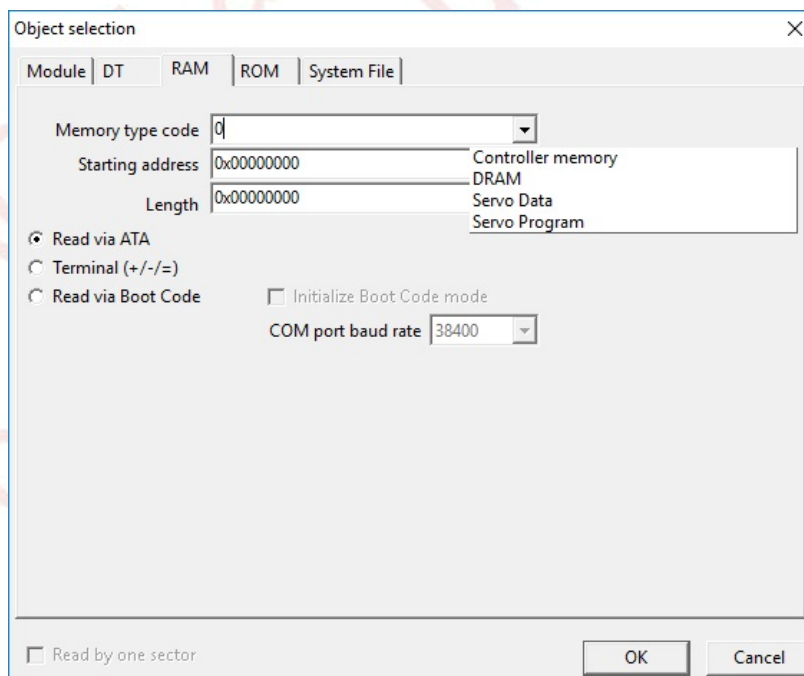 Object selection
Module DT RAM ROM System File
Memory type code 0
Starting address 0x00000000
Length 0x00000000
Controller memory
DRAM
Servo Data
Servo Program
Read via ATA
Terminal (+/-/=)
Read via Boot Code Initialize Boot Code mode
COM port baud rate 38400
Read by one sector OK Cancel